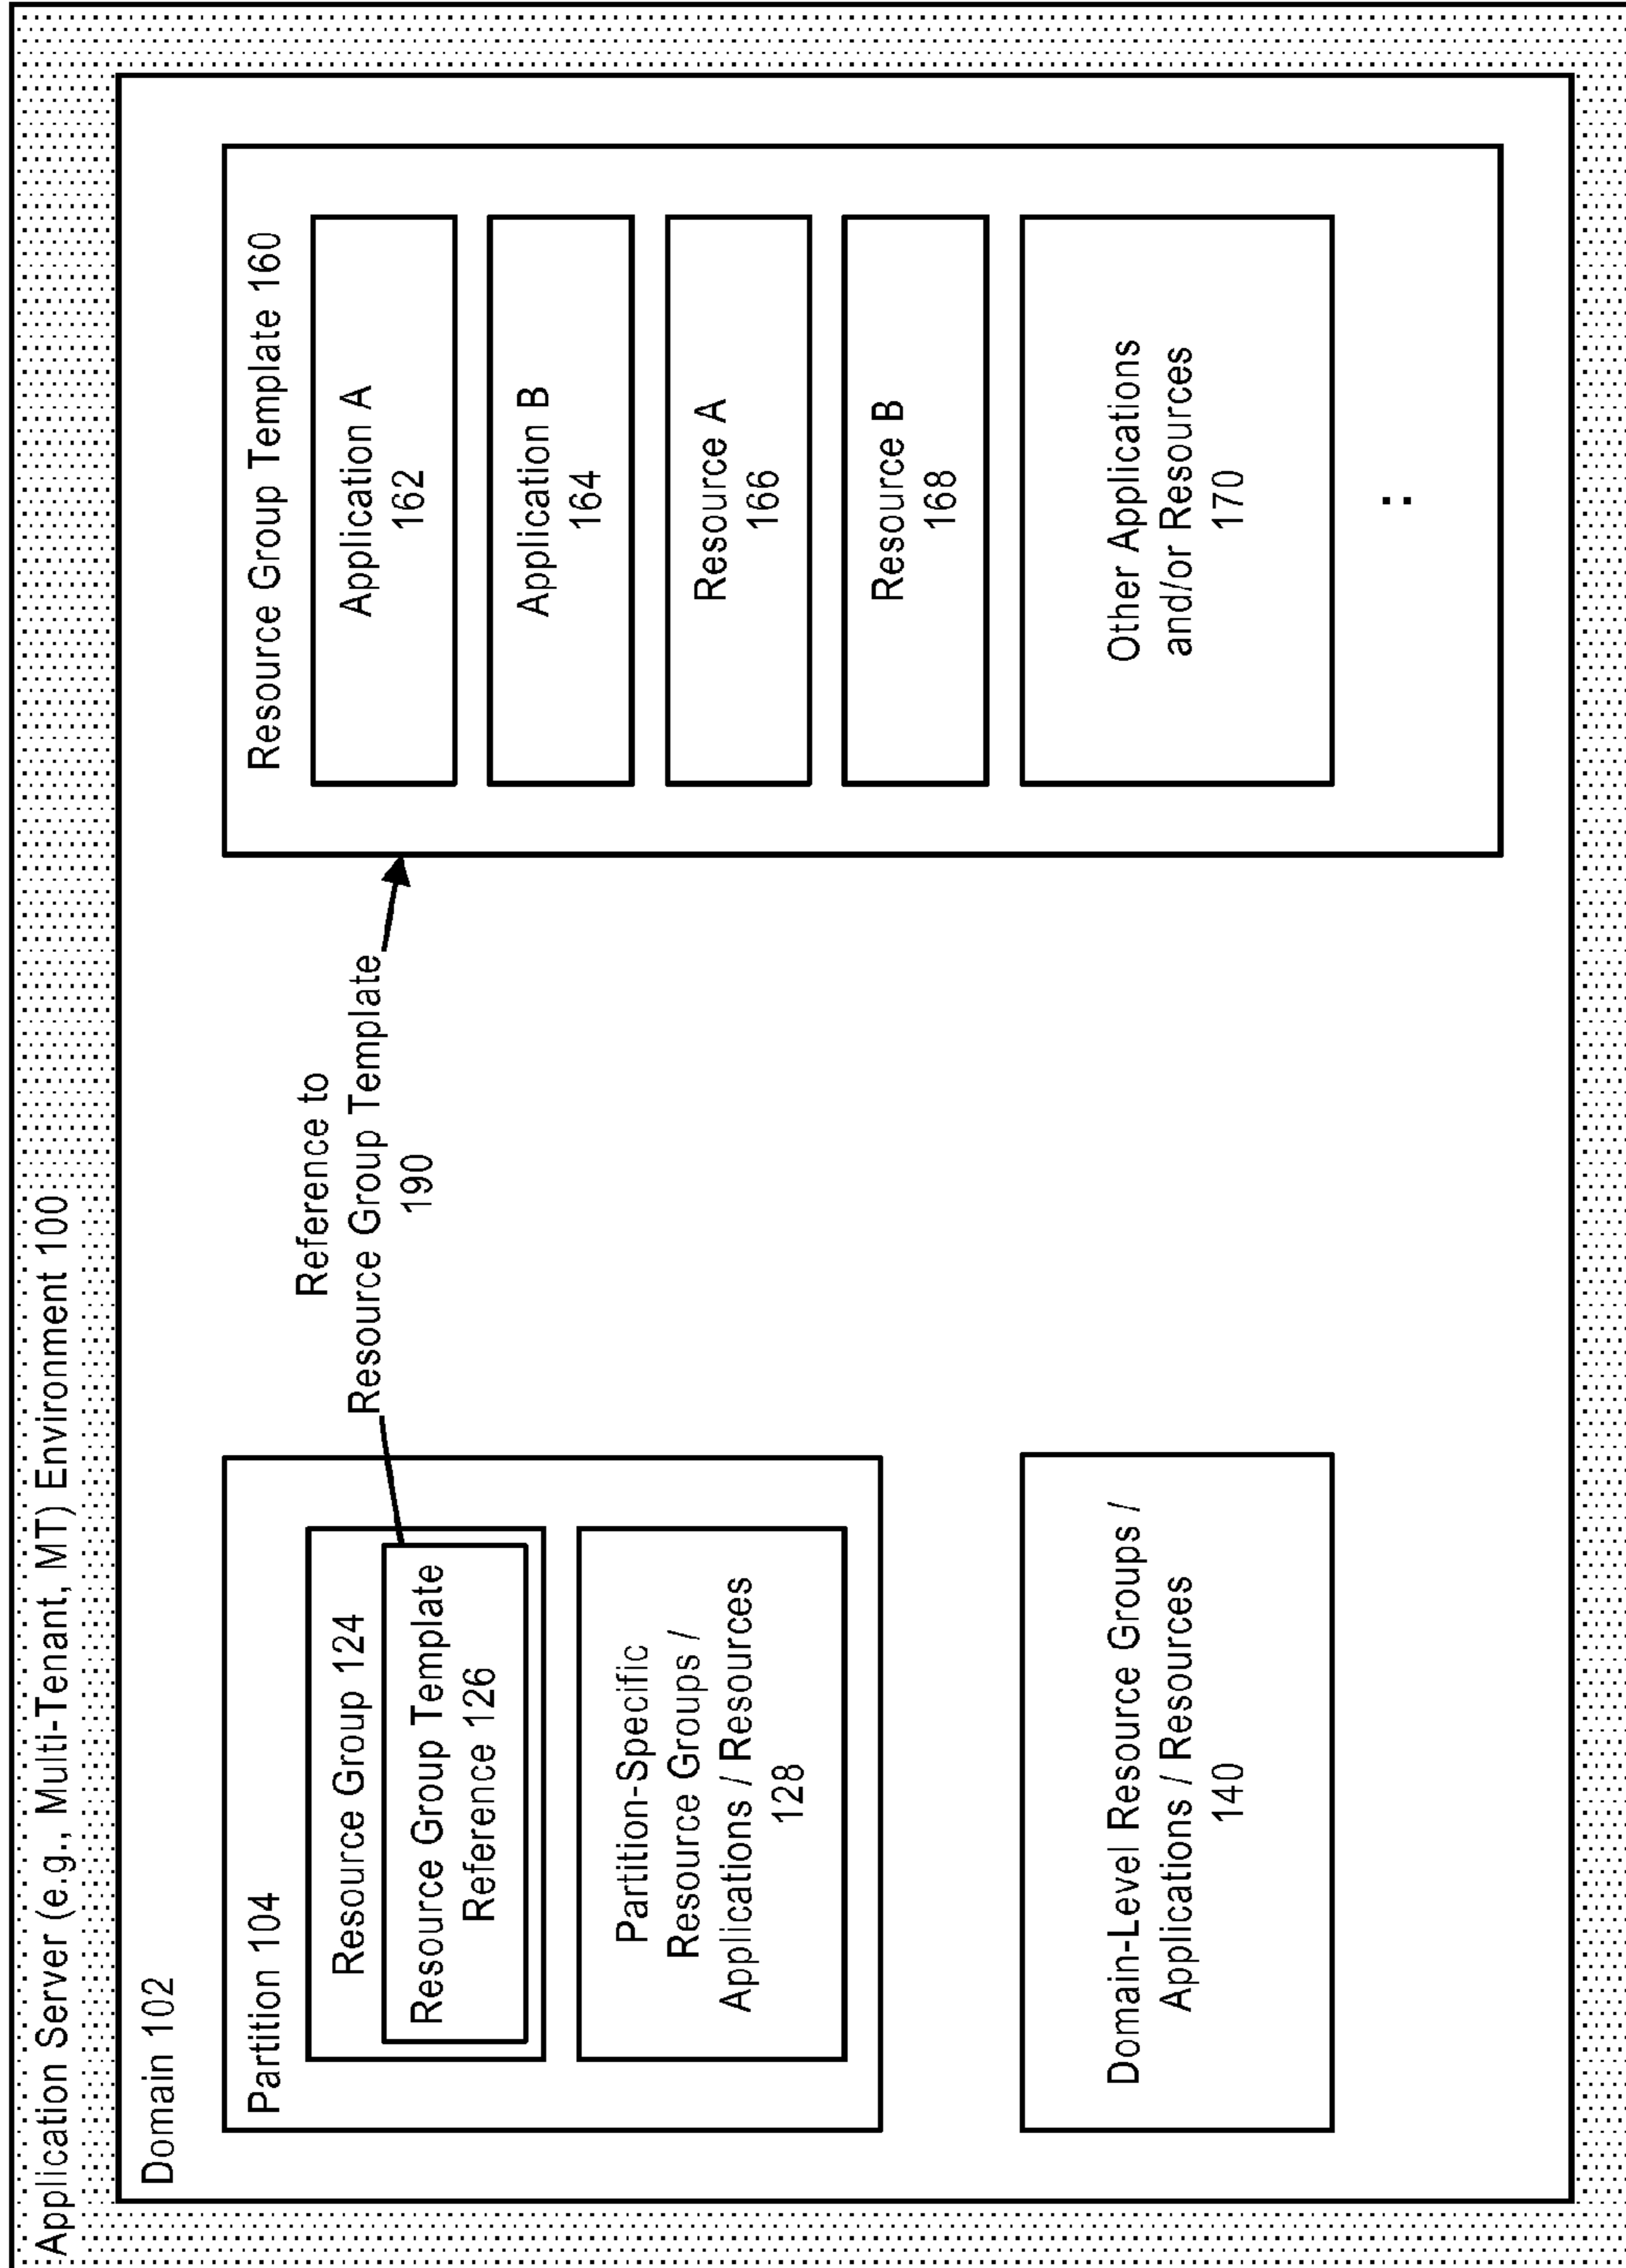 Application Server (e.g., Multi-Tenant, MT) Environment 100
Domain 102
Partition 104
Resource Group 124
Resource Group Template
Reference 126
Partition-Specific
Resource Groups /
Applications / Resources
128
Domain-Level Resource Groups /
Applications / Resources
140
Reference to
Resource Group Template
190
Resource Group Template 160
Application A
162
Application B
164
Resource A
166
Resource B
168
Other Applications
and/or Resources
170